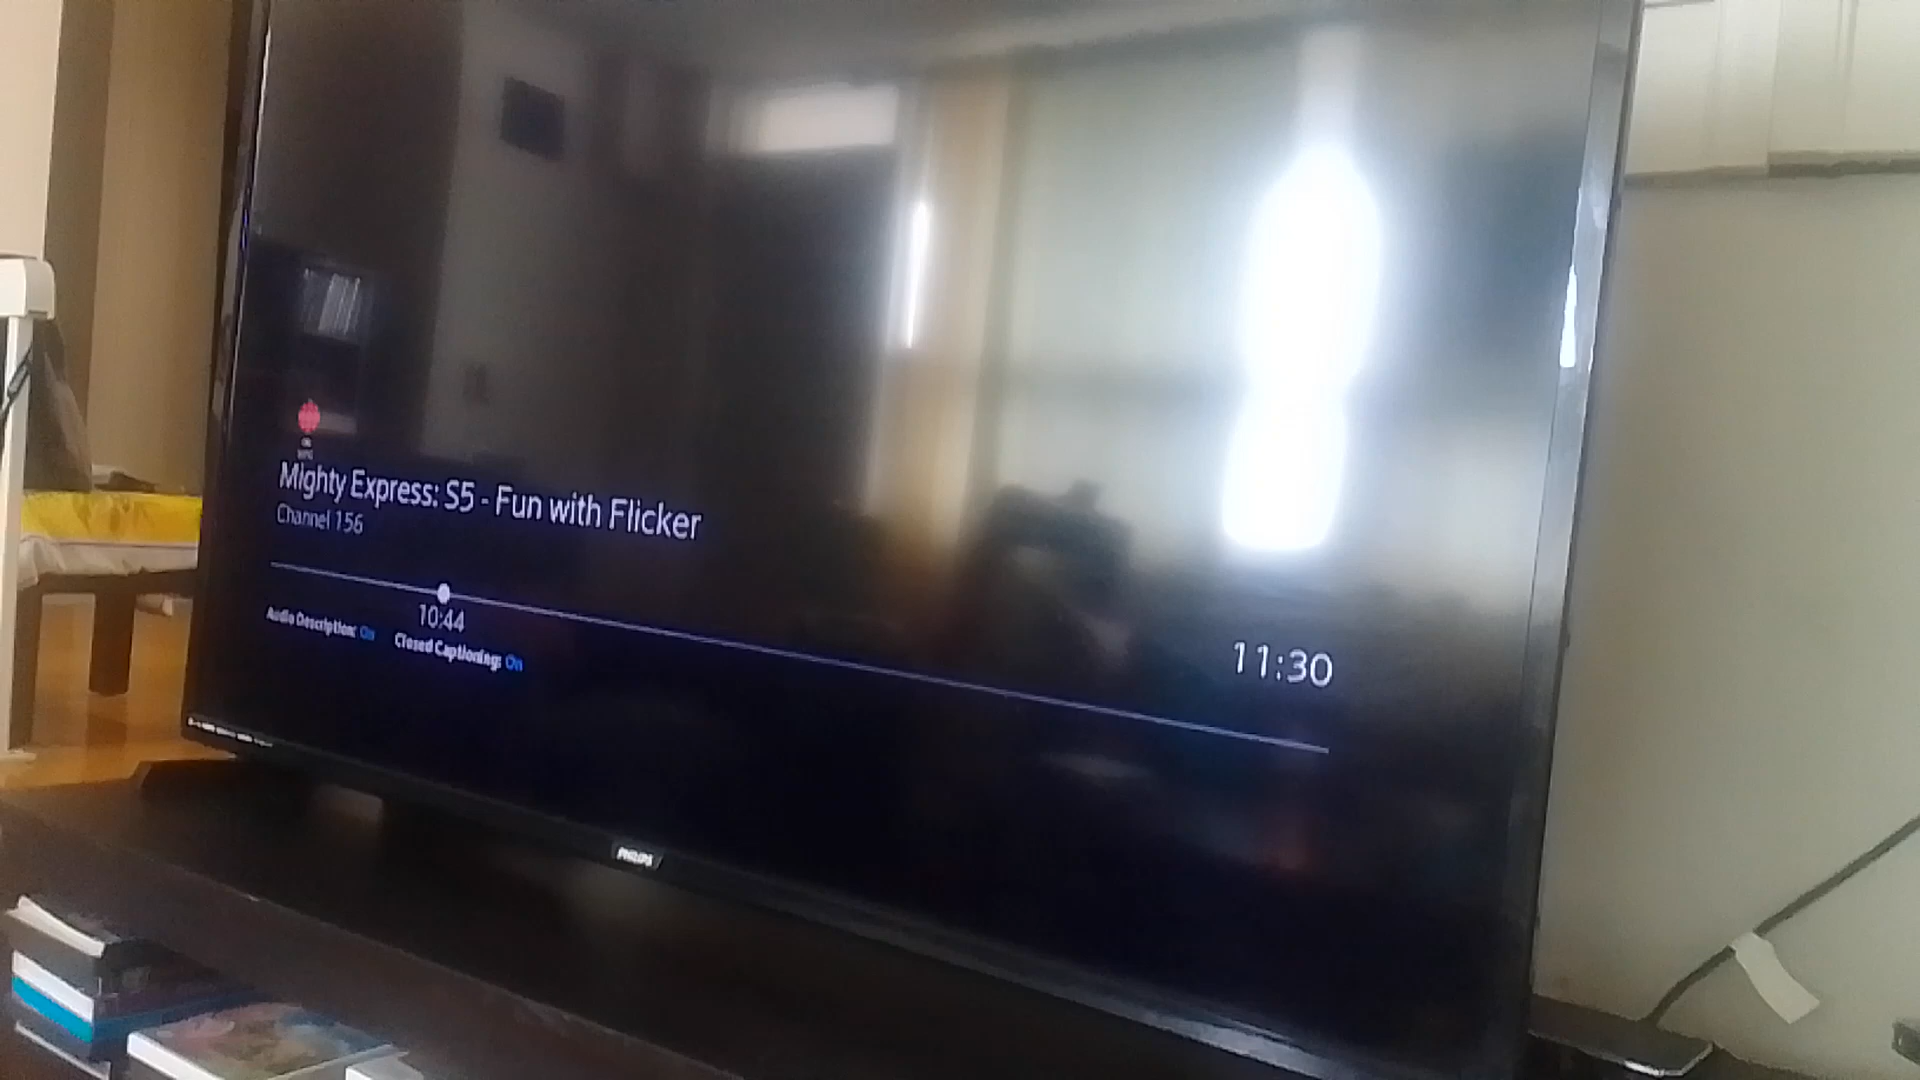 Mighty Express: S5 - Fun with Flicker
Channel 156
10:44
11:30
Audio Description: On
Closed Captioning: On
PHILIPS